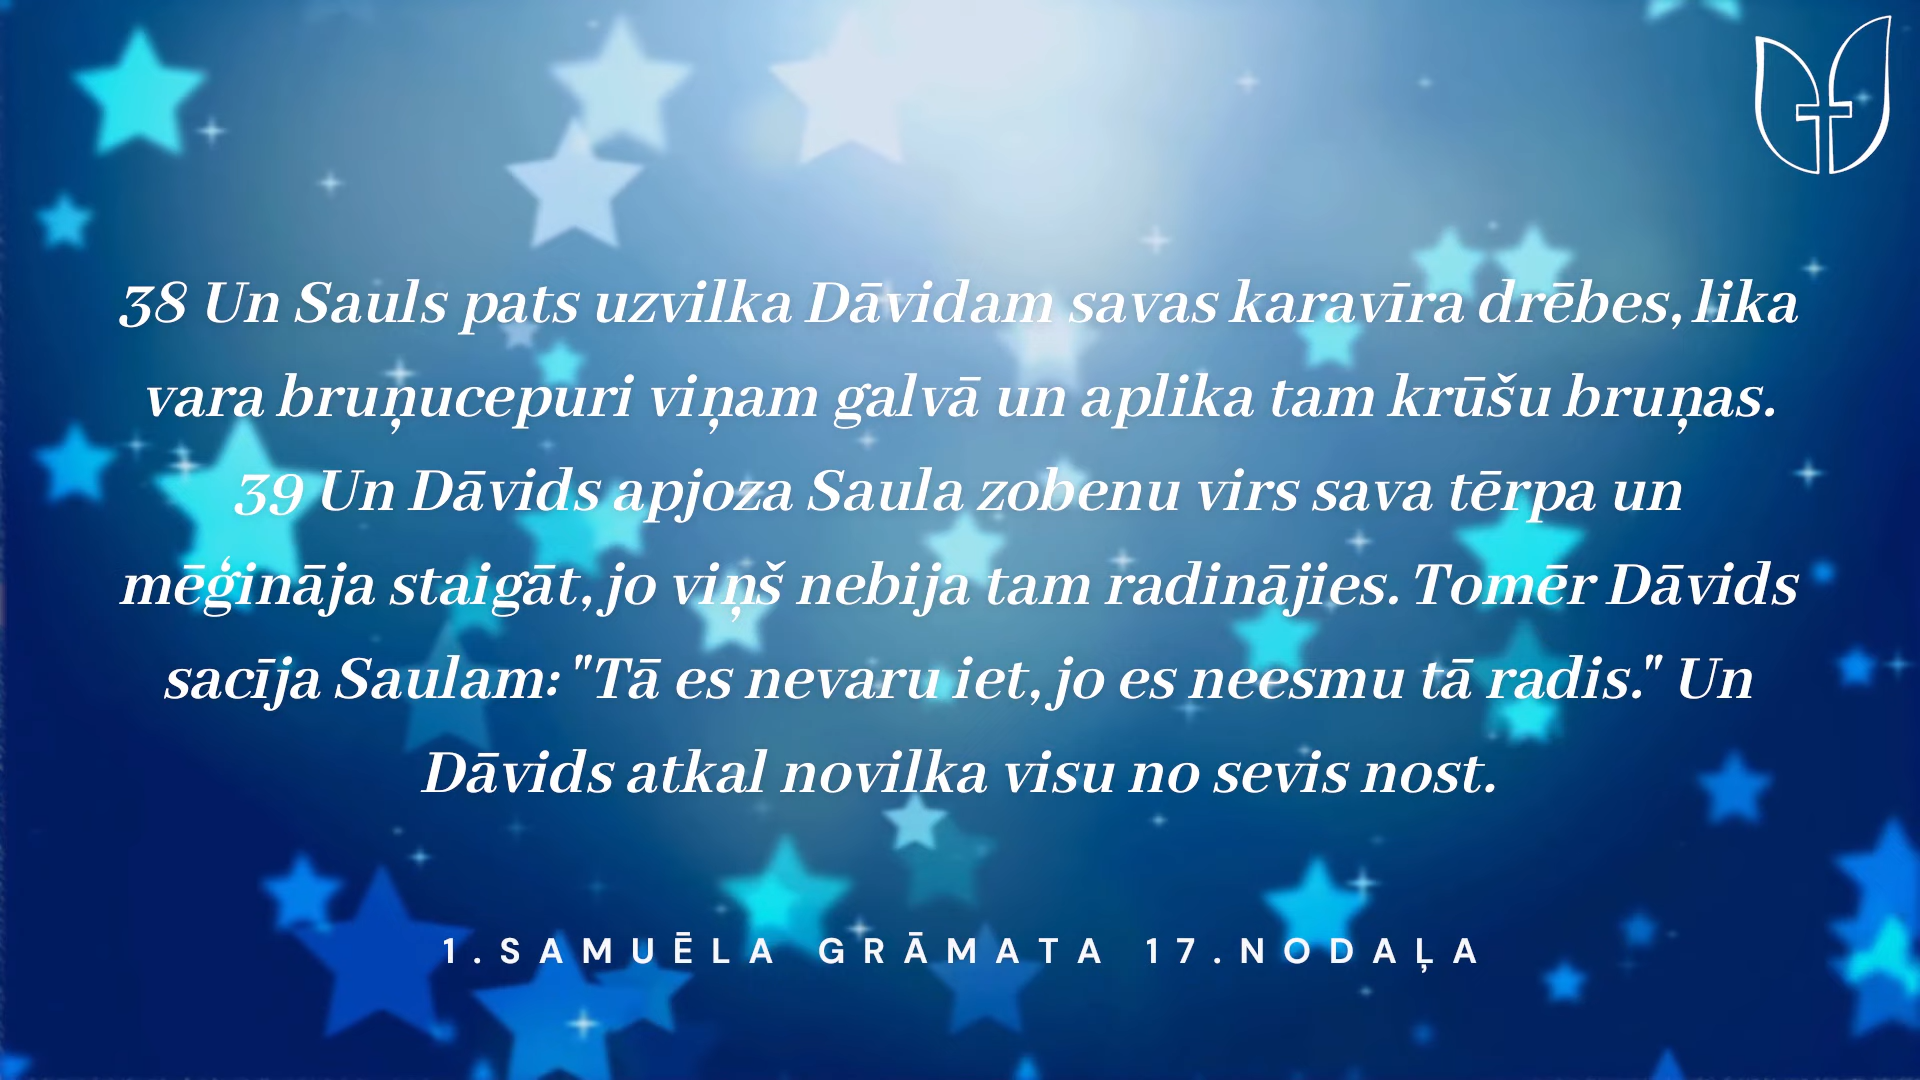 38 Un Sauls pats uzvilka Dāvidam savas karavīra drēbes, lika
vara bruņucepuri viņam galvā un aplika tam krūšu bruņas.
39 Un Dāvids apjoza Saula zobenu virs sava tērpa un
mēģināja staigāt, jo viņš nebija tam radinājies. Tomēr Dāvids
sacīja Saulam: "Tā es nevaru iet, jo es neesmu tā radis." Un
Dāvids atkal novilka visu no sevis nost.
1.SAMUĒLA GRĀMATA 17.NODAĻA